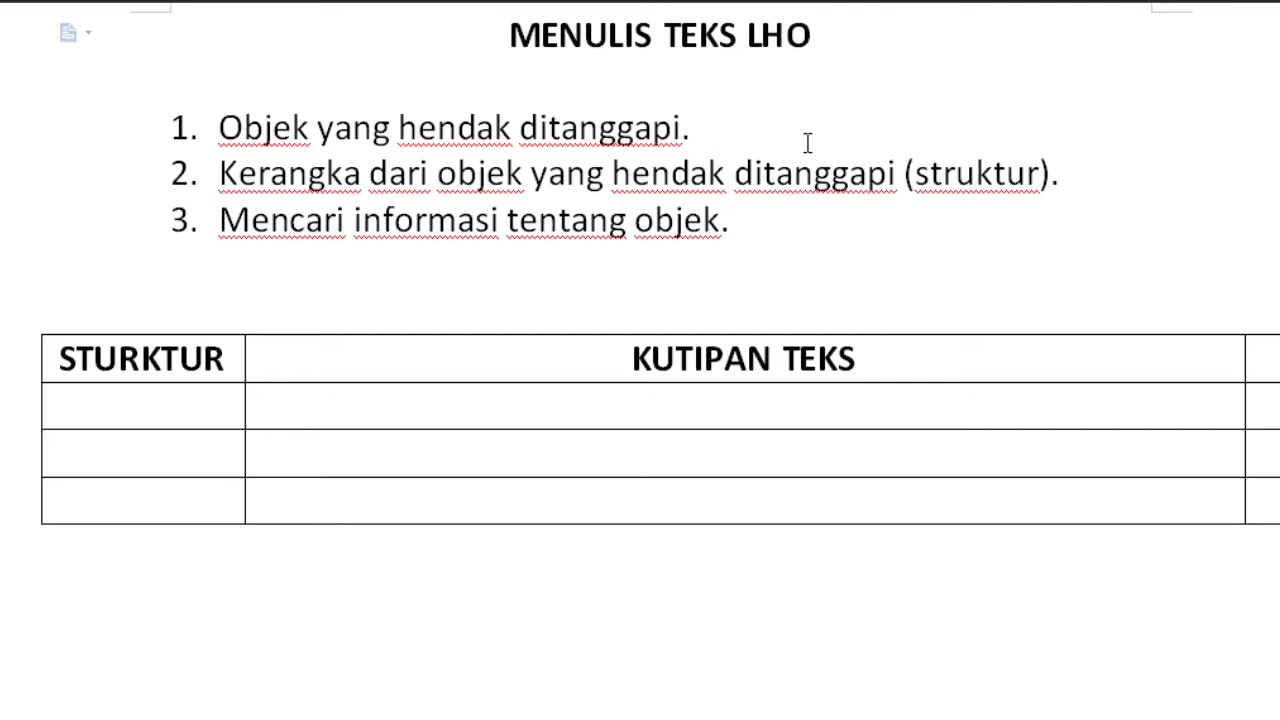 MENULIS TEKS LHO
1. Objek yang hendak ditanggapi.
2. Kerangka dari objek yang hendak ditanggapi (struktur).
3. Mencari informasi tentang objek.
STURKTUR KUTIPAN TEKS